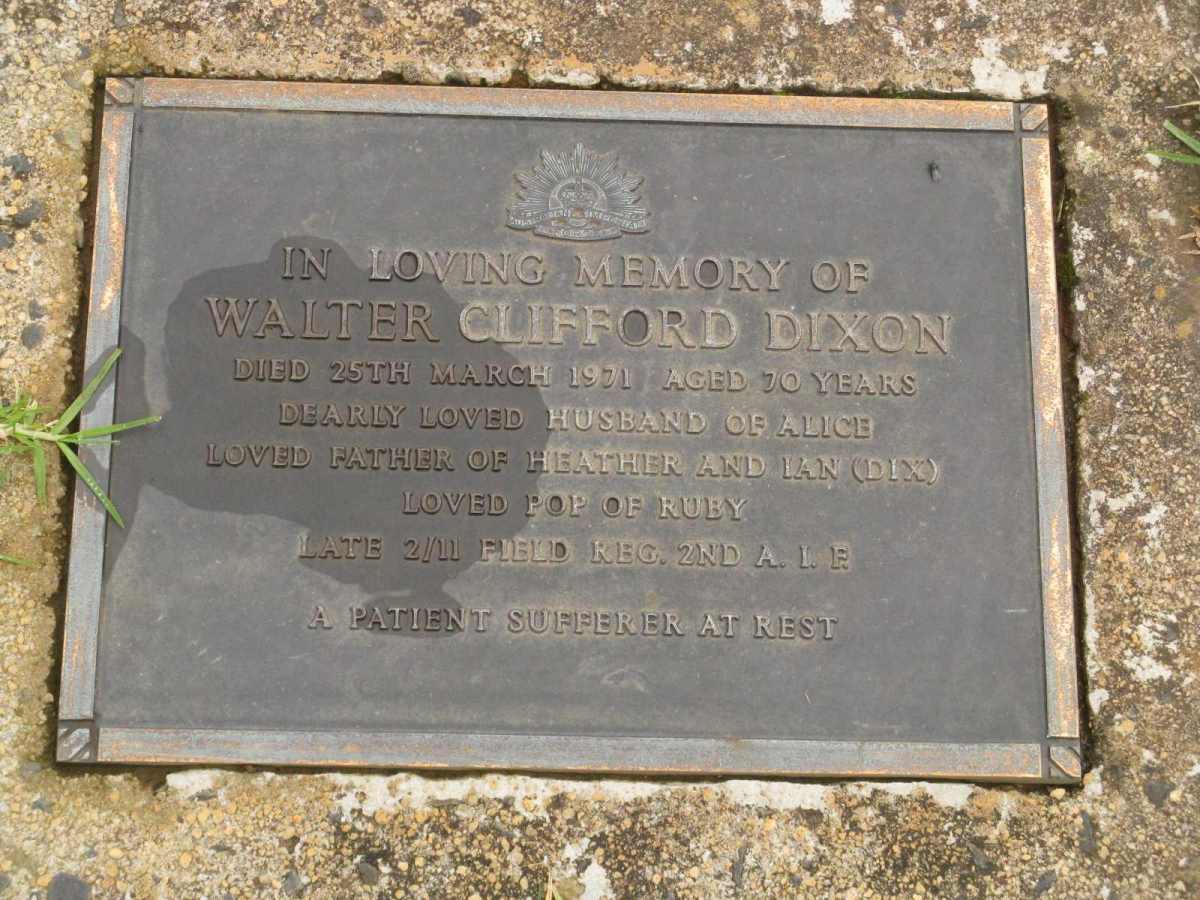 IN LOVING MEMORY OF
WALTER CLIFFORD DIXON
DIED 25TH MARCH 1971 AGED 70 YEARS
DEARLY LOVED HUSBAND OF ALICE
LOVED FATHER OF HEATHER AND IAN (DIX)
LOVED POP OF RUBY
LATE 2/11 FIELD REG. 2ND A. I. F.
A PATIENT SUFFERER AT REST